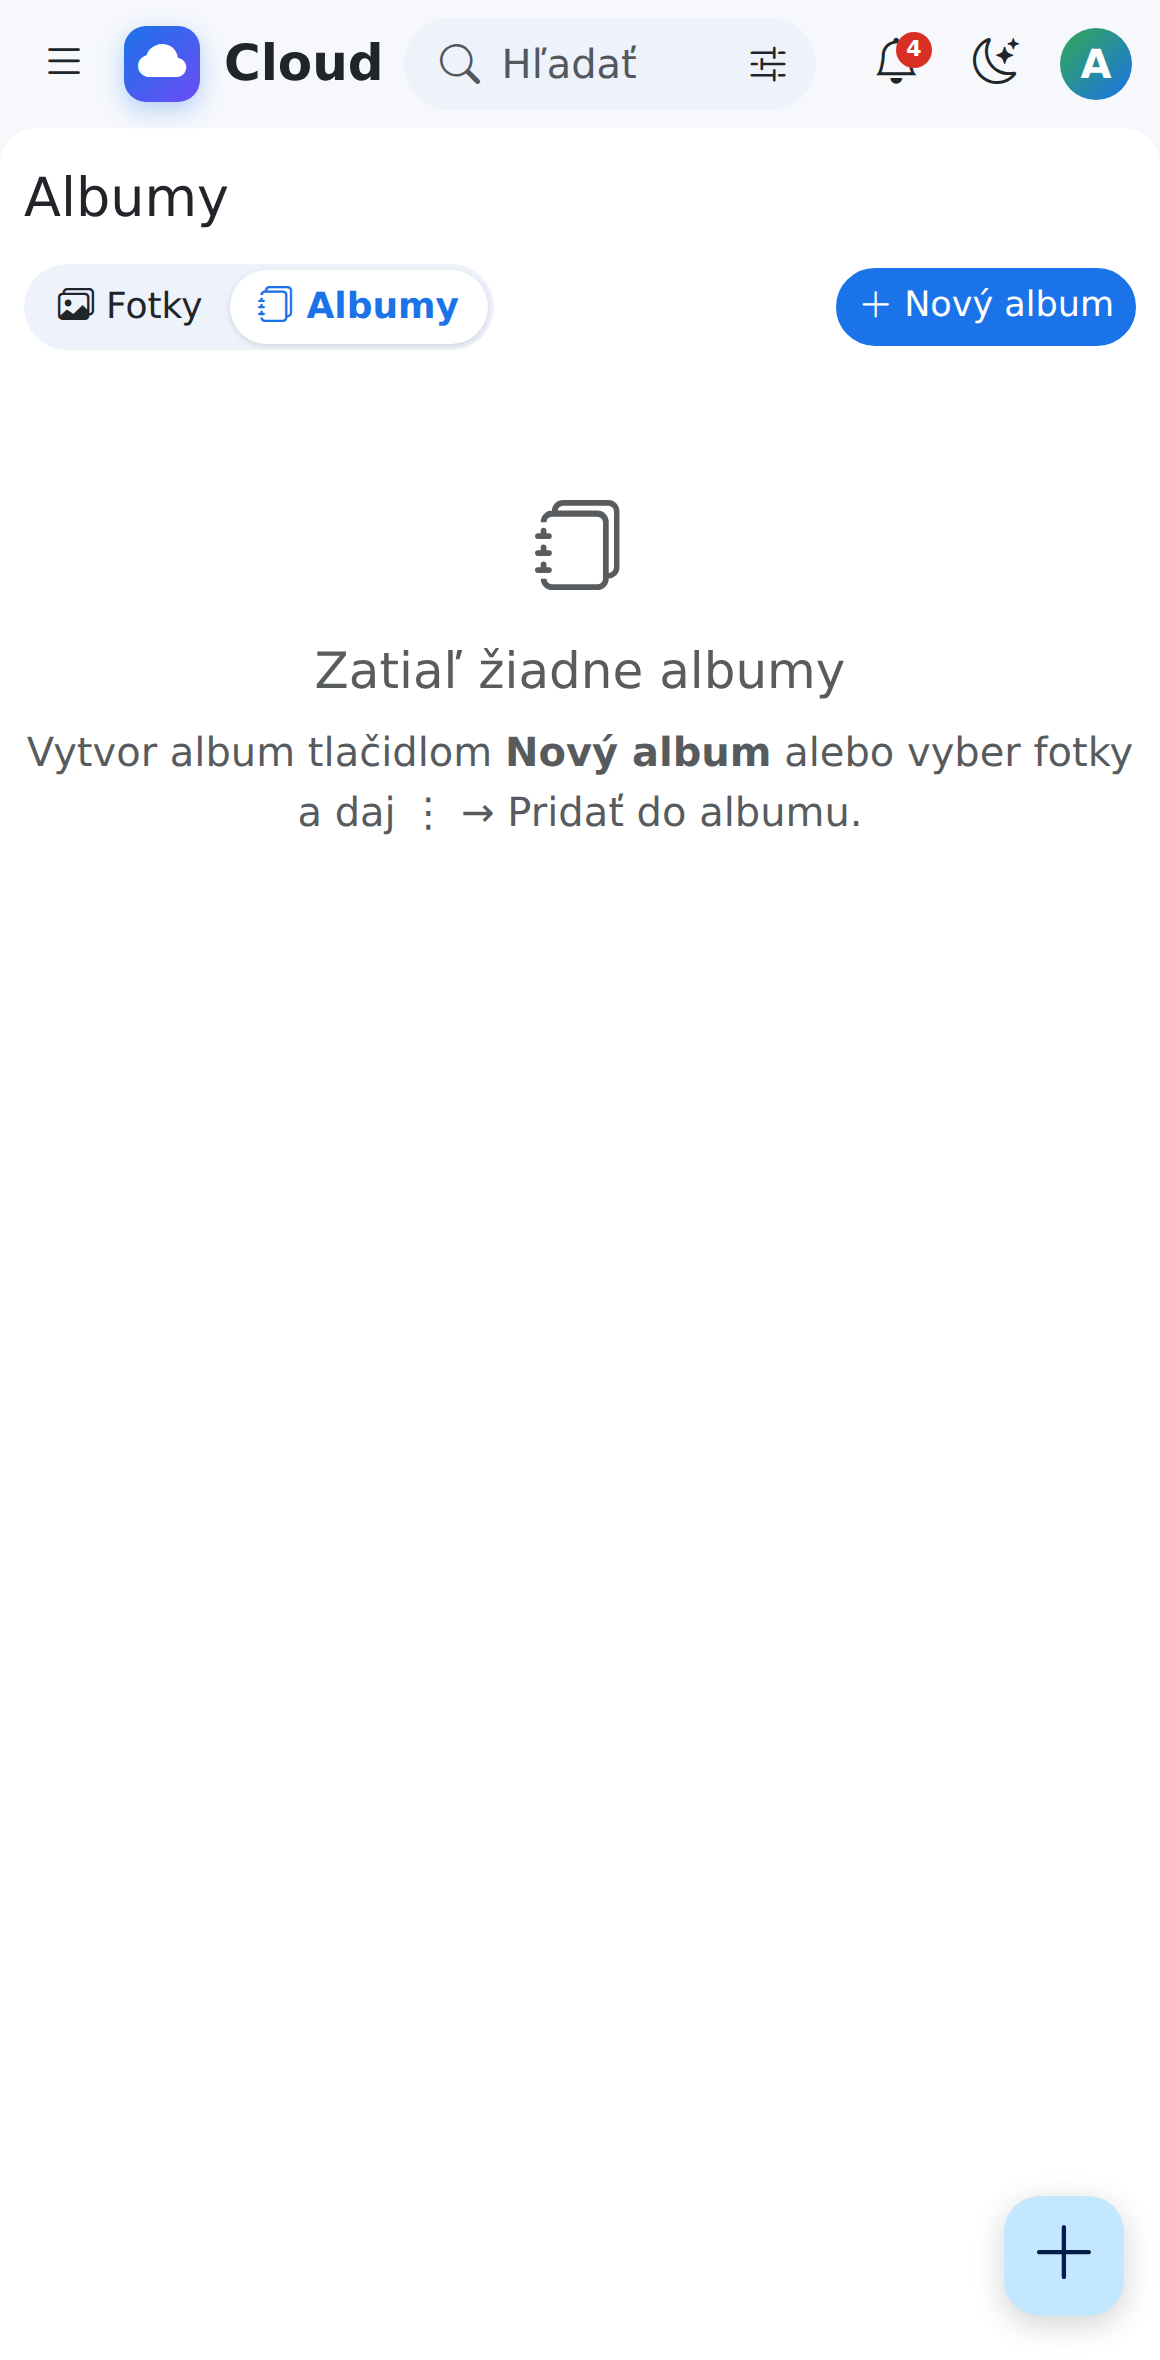 Cloud
Hľadať
4
A
Albumy
Fotky
Albumy
Nový album
Zatiaľ žiadne albumy
Vytvor album tlačidlom Nový album alebo vyber fotky
a daj ⋮ → Pridať do albumu.